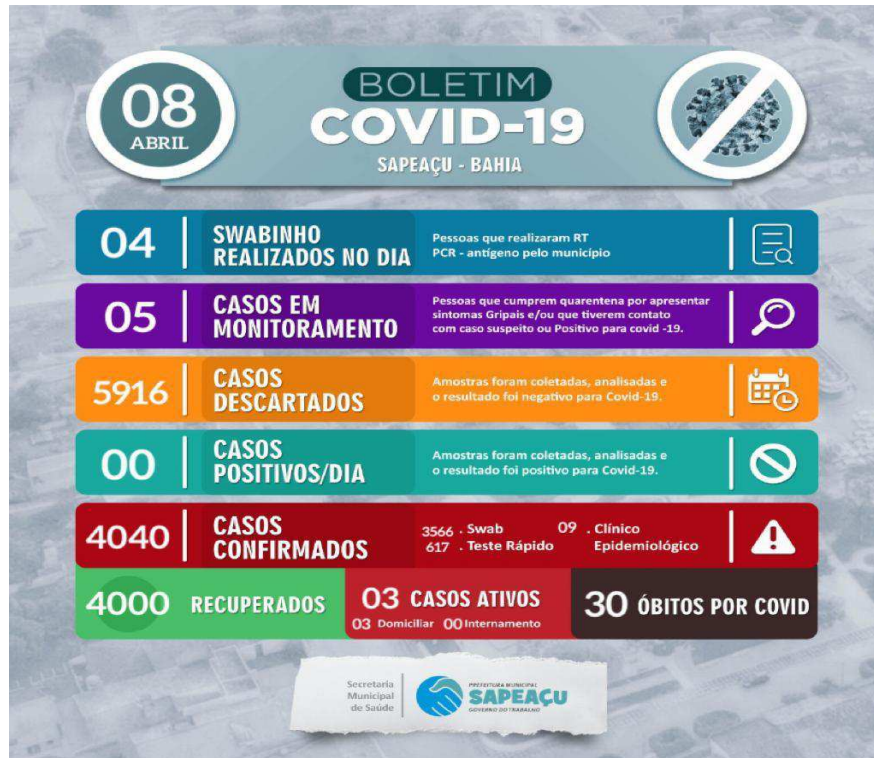 08
ABRIL
BOLETIM
COVID-19
SAPEAÇU - BAHIA
04
SWABINHO
REALIZADOS NO DIA
Pessoas que realizaram RT
PCR - antígeno pelo município
05
CASOS EM
MONITORAMENTO
Pessoas que cumprem quarentena por apresentar
sintomas Gripais e/ou que tiverem contato
com caso suspeito ou Positivo para covid -19.
5916
CASOS
DESCARTADOS
Amostras foram coletadas, analisadas e
o resultado foi negativo para Covid-19.
00
CASOS
POSITIVOS/DIA
Amostras foram coletadas, analisadas e
o resultado foi positivo para Covid-19.
4040
CASOS
CONFIRMADOS
3566 . Swab
617 . Teste Rápido
09 . Clínico
Epidemiológico
4000 RECUPERADOS
03 CASOS ATIVOS
03 Domiciliar 00 Internamento
30 ÓBITOS POR COVID
Secretaria
Municipal
de Saúde
PREFEITURA MUNICIPAL
SAPEAÇU
GOVERNO DO TRABALHO